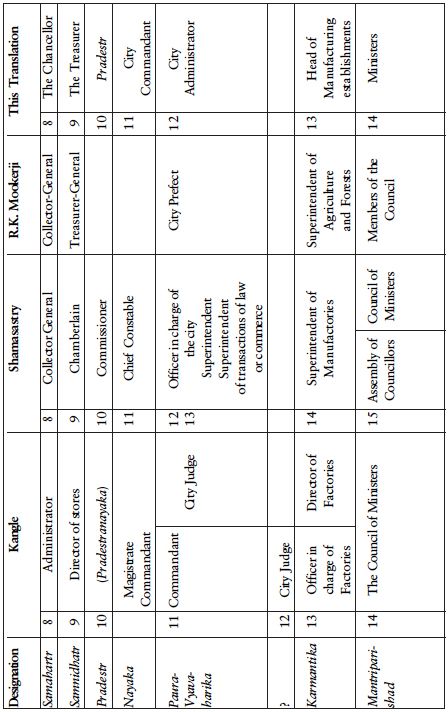 Designation Kangle Shamasastry R.K. Mookerji This Translation
Samahartr 8 Administrator 8 Collector General Collector-General 8 The Chancellor
Sannidhatr 9 Director of stores 9 Chamberlain Treasurer-General 9 The Treasurer
Pradestr 10 (Pradestranayaka) 10 Commissioner 10 Pradestr
Nayaka Magistrate 11 Chief Constable 11 City
Commandant Commandant
Paura- 11 Commandant City Judge 12 Officer in charge of City Prefect 12 City
Vyava- 13 the city Administrator
harika Superintendent
Superintendent
of transactions of law
or commerce
? 12 City Judge
Karmantika 13 Officer in Director of 14 Superintendent of Superintendent of 13 Head of
charge of Factories Manufactories Agriculture Manufacturing
Factories and Forests establishments
Mantripari- 14 The Council of Ministers 15 Assembly of Council of Members of the 14 Ministers
shad Councillors Ministers Council